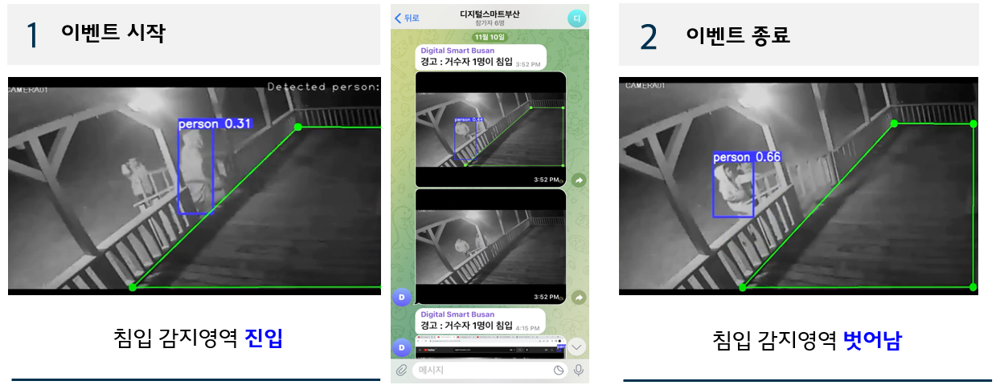 1 이벤트 시작
CAMERA01
Detected person:
person 0.31
침입 감지영역 진입
뒤로
디지털스마트부산
참가자 6명
디
11월 10일
Digital Smart Busan
경고 : 거수자 1명이 침입 3:52 PM
person 0.44
3:52 PM
3:52 PM
D
Digital Smart Busan
경고 : 거수자 1명이 침입 4:15 PM
D
메시지
2 이벤트 종료
CAMERA01
person 0.66
침입 감지영역 벗어남